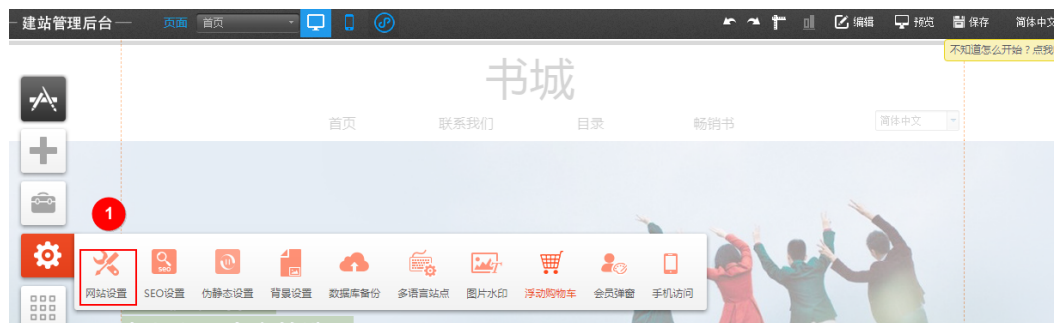 建站管理后台
页面 首页
编辑 预览 保存 简体中文
不知道怎么开始？点我
书城
首页 联系我们 目录 畅销书 简体中文
1
seo
网站设置 SEO设置 伪静态设置 背景设置 数据库备份 多语言站点 图片水印 浮动购物车 会员弹窗 手机访问